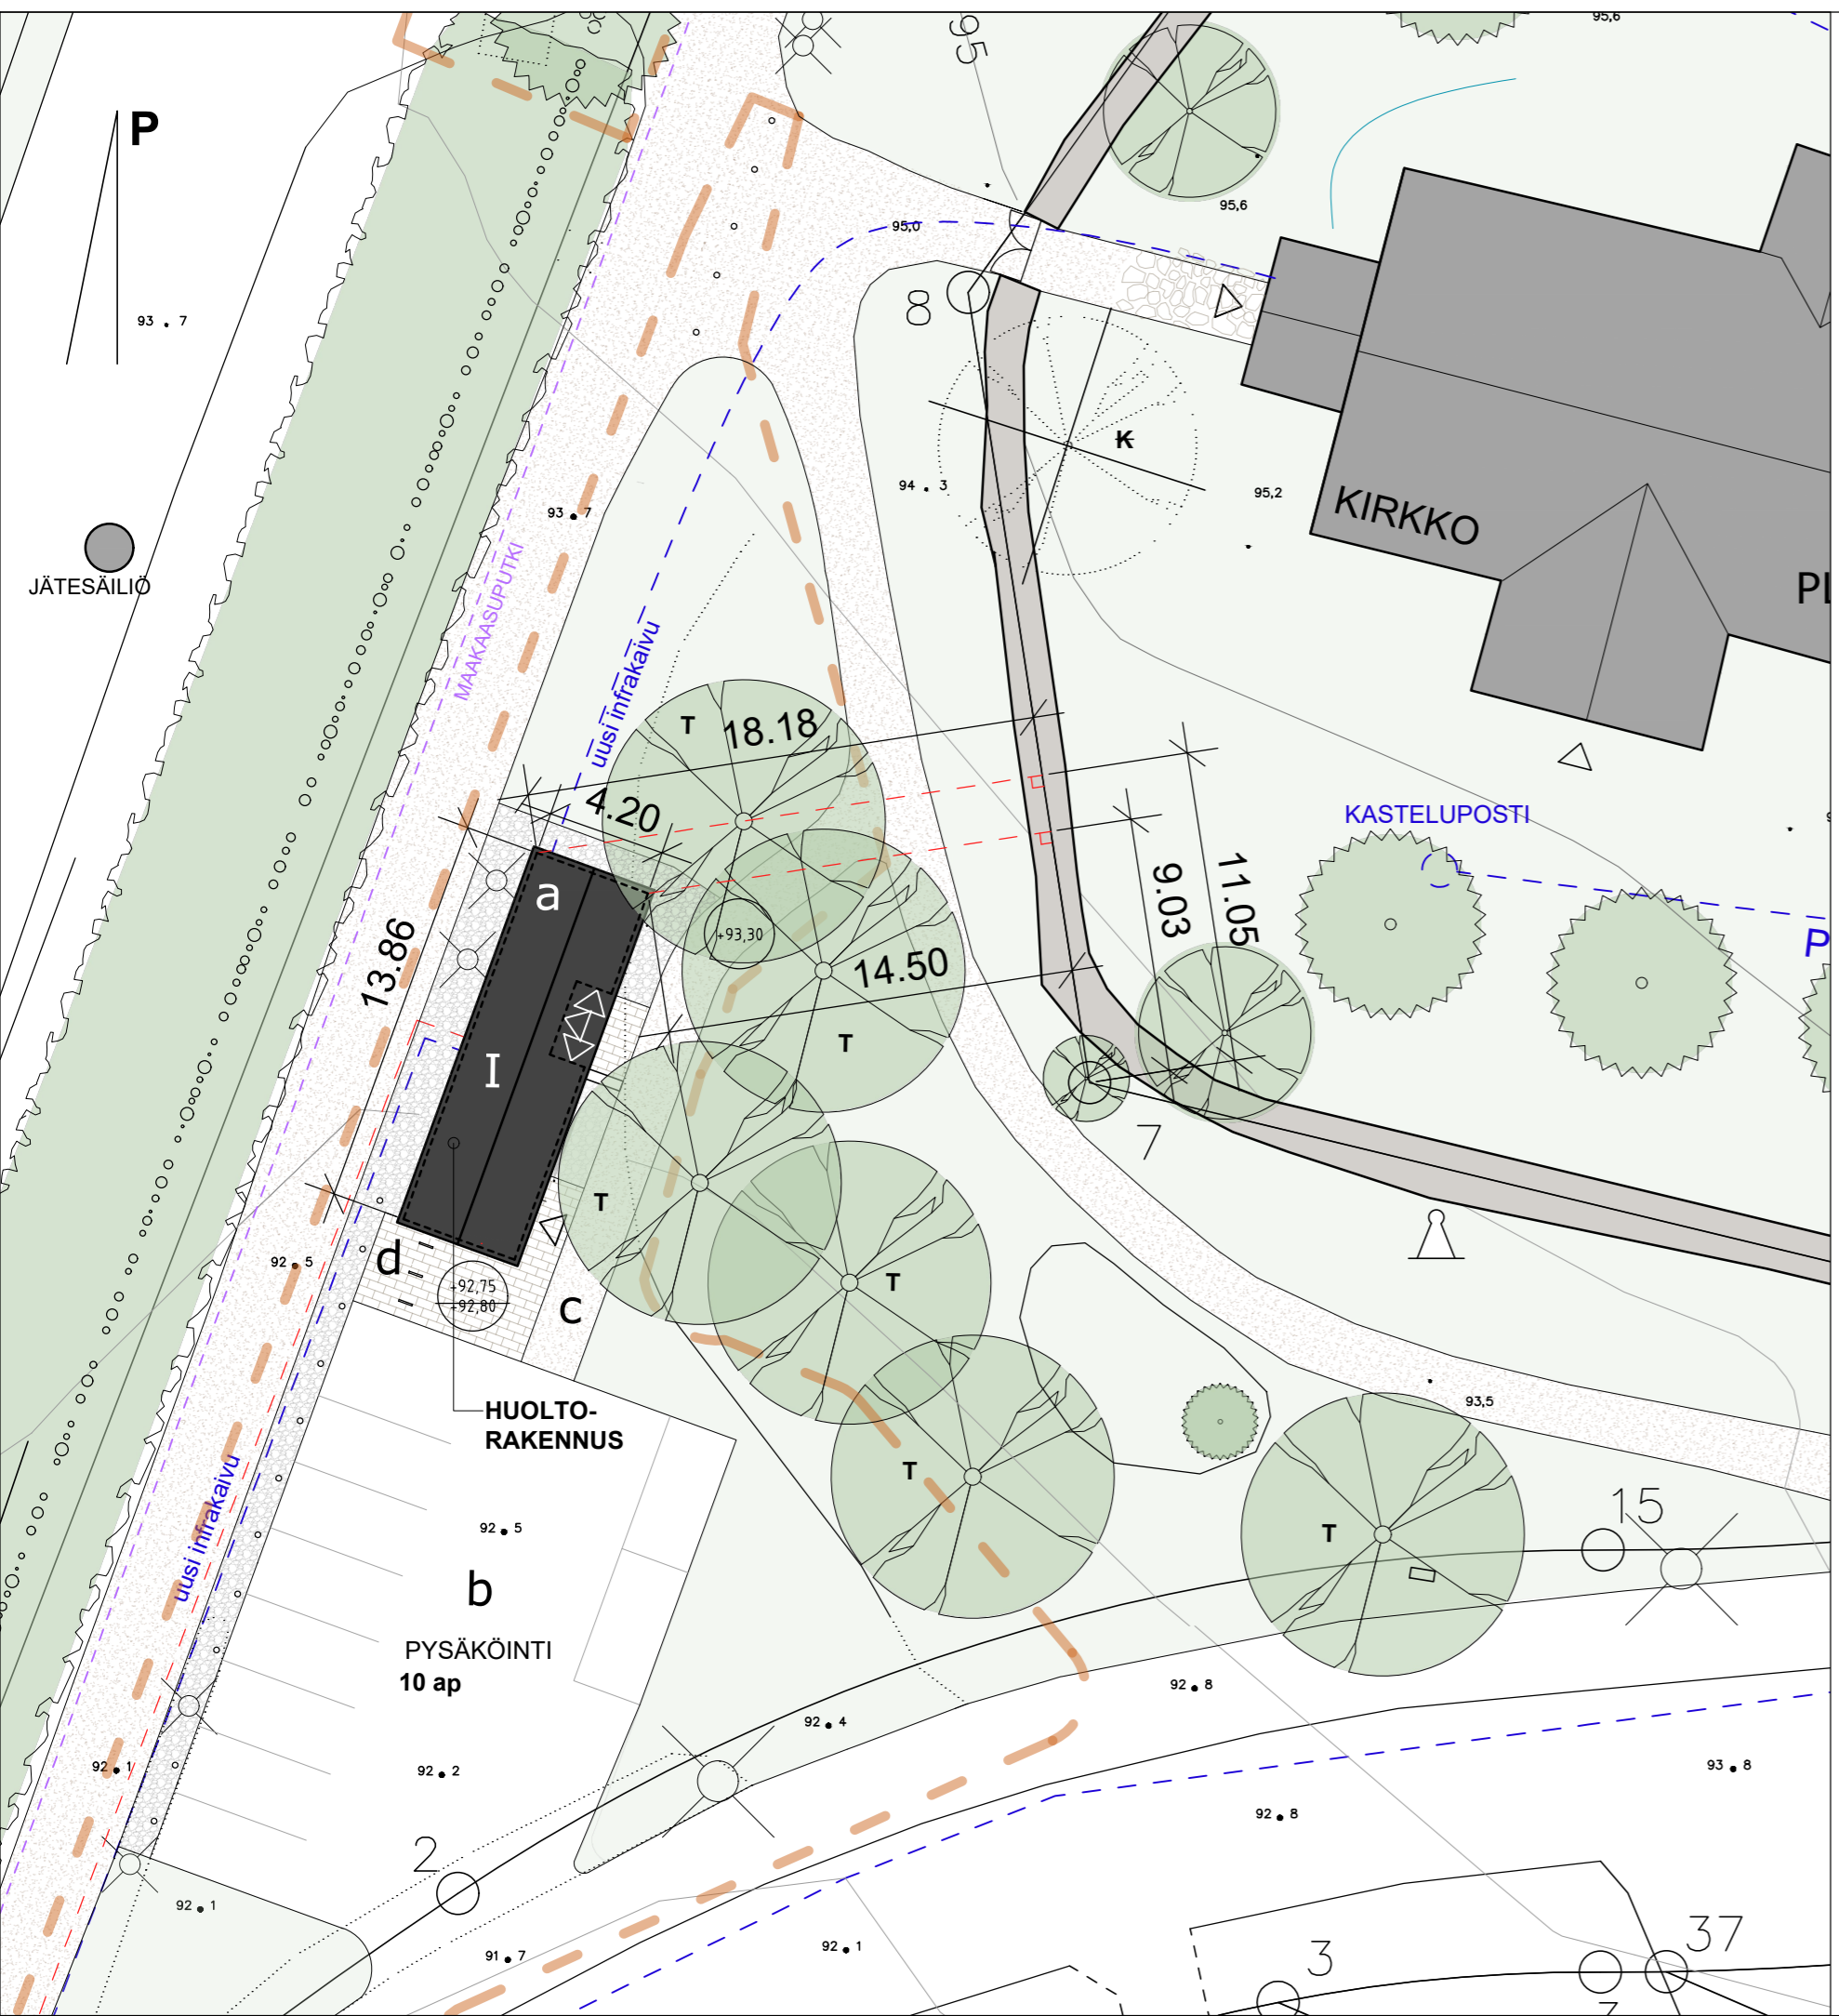 95,6
95
P
95,6
95,0
8
93.7
K
94.3
95,2
93.7
KIRKKO
PL
JÄTESÄILIÖ
MAAKAASUPUTKI
uusi infrakaivu
T
18.18
4.20
KASTELUPOSTI
a
9.03
11.05
+93,30
13.86
14.50
P
T
I
7
T
d
92.5
+92,75
+92,80
c
T
HUOLTO-
RAKENNUS
93,5
T
uusi infrakaivu
15
92.5
T
b
PYSÄKÖINTI
10 ap
92.8
92.4
92.1
92.2
93.8
92.8
2
92.1
91.7
92.1
3
37